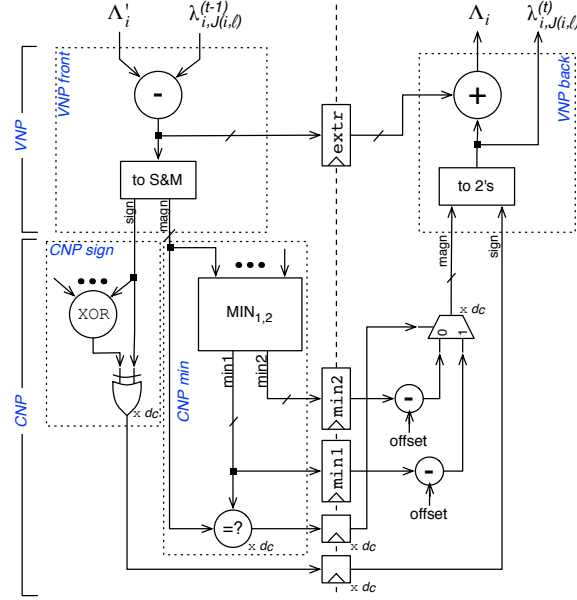 Λ'ᵢ
λ^{(t-1)}_{i,J(i,ℓ)}
Λᵢ
λ^{(t)}_{i,J(i,ℓ)}
VNP
VNP front
-
extr
+
VNP back
to S&M
to 2's
sign
magn
magn
sign
CNP
CNP sign
•••
•••
XOR
MIN₁,₂
x dc
0
1
min1
min2
CNP min
x dc
min2
-
offset
min1
-
offset
=?
x dc
x dc
x dc